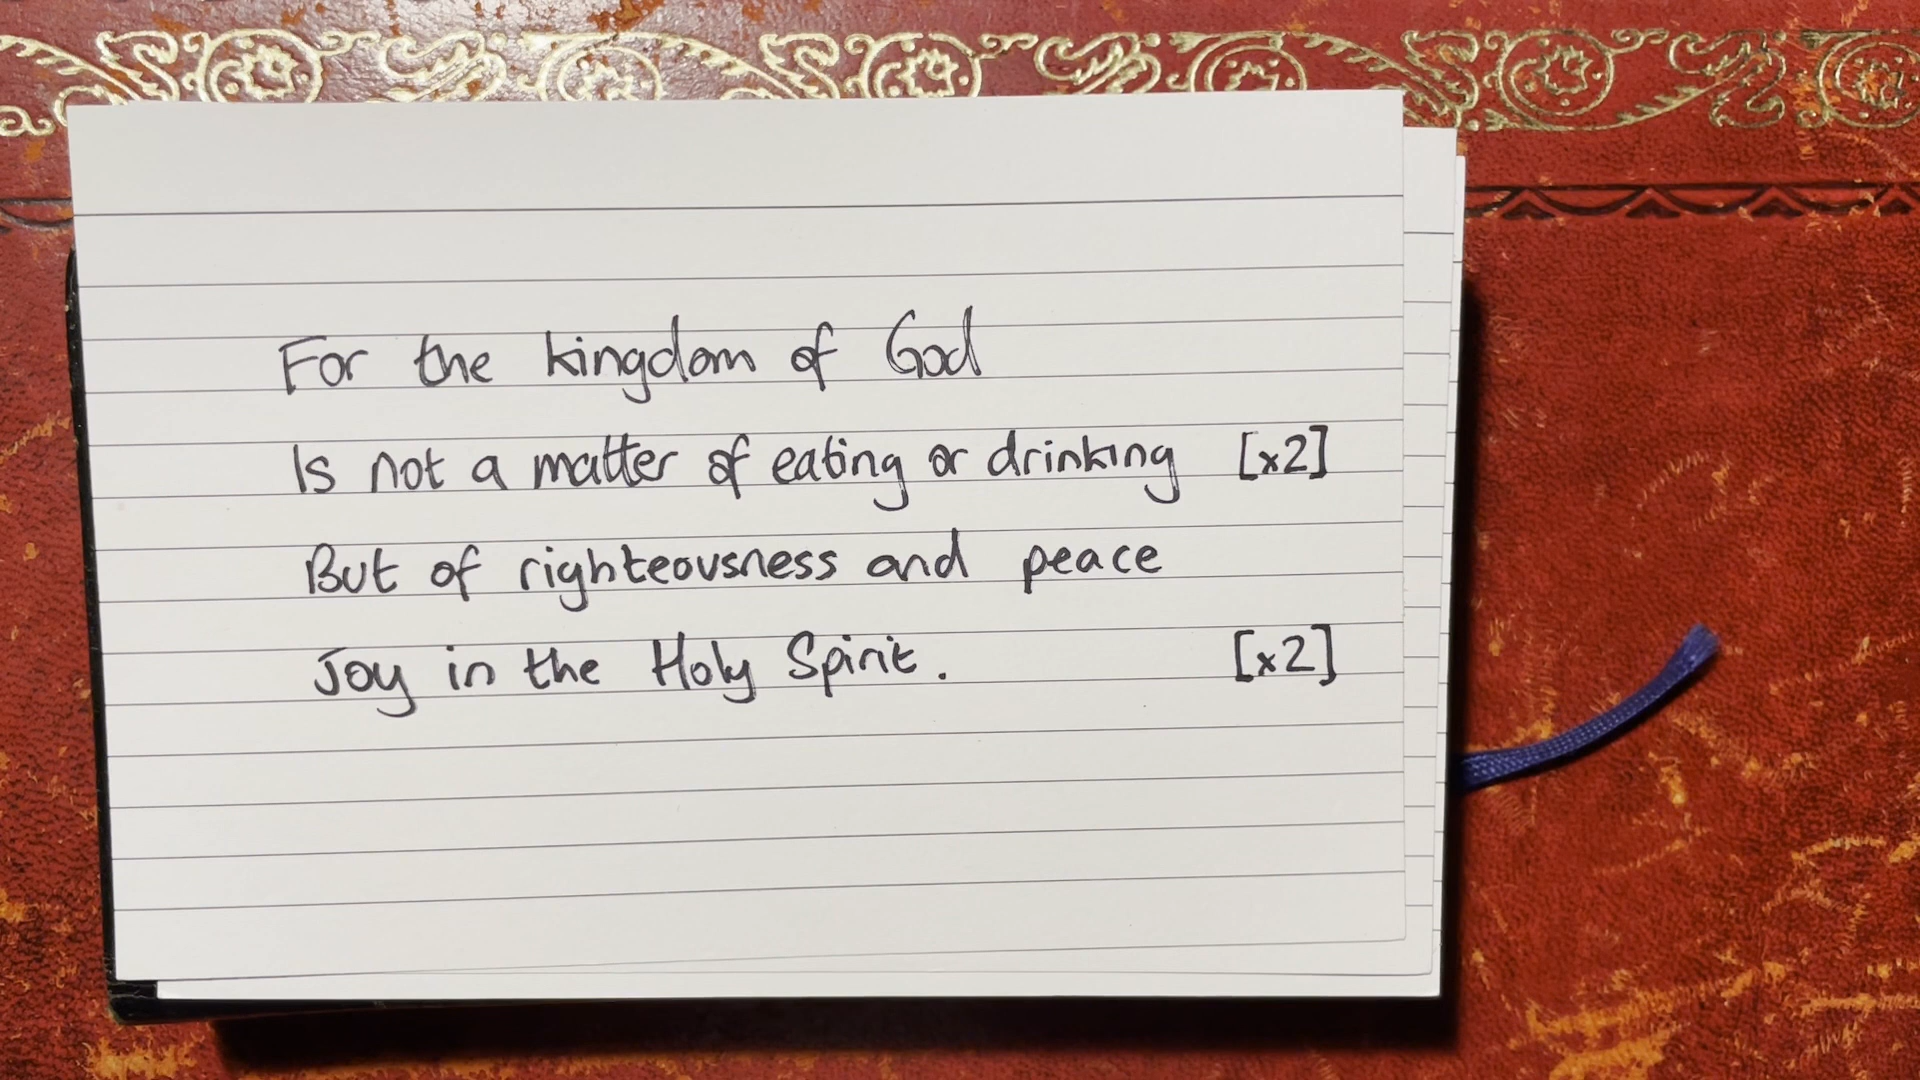 For the kingdom of God
Is not a matter of eating or drinking [x2]
But of righteousness and peace
Joy in the Holy Spirit. [x2]